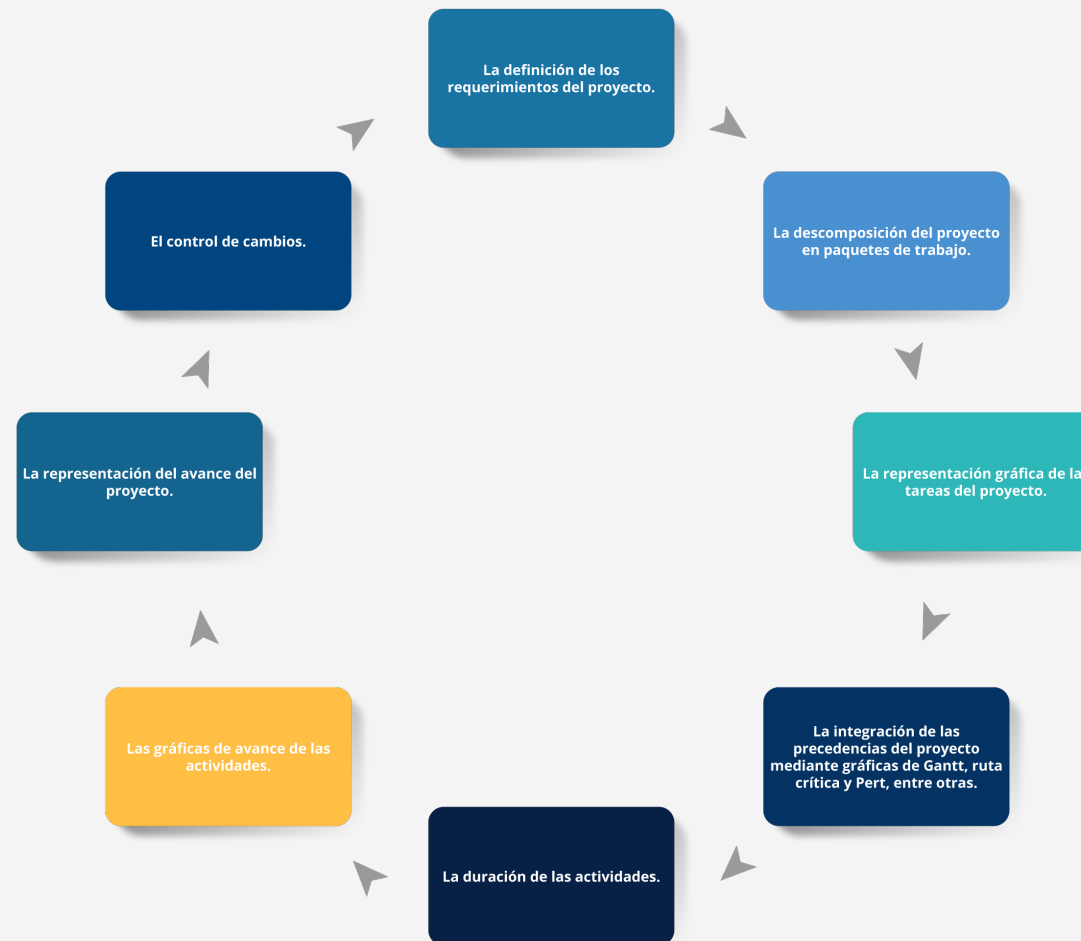 La definición de los
requerimientos del proyecto.
La descomposición del proyecto
en paquetes de trabajo.
La representación gráfica de la
tareas del proyecto.
La integración de las
precedencias del proyecto
mediante gráficas de Gantt, ruta
crítica y Pert, entre otras.
La duración de las actividades.
Las gráficas de avance de las
actividades.
La representación del avance del
proyecto.
El control de cambios.